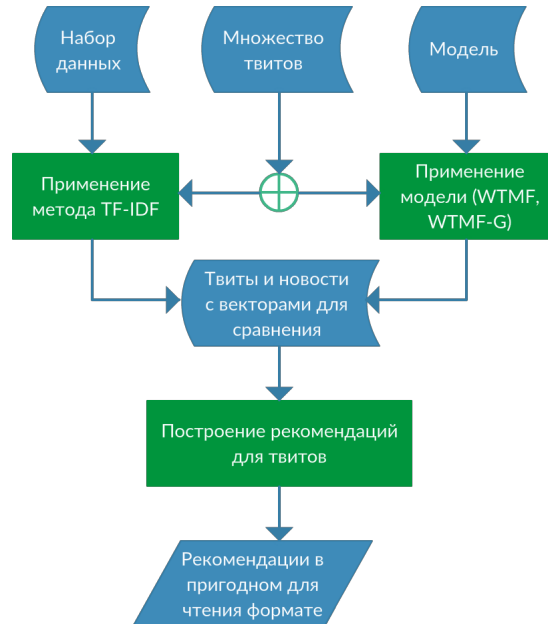 Набор
данных
Множество
твитов
Модель
Применение
метода TF-IDF
Применение
модели (WTMF,
WTMF-G)
Твиты и новости
с векторами для
сравнения
Построение рекомендаций
для твитов
Рекомендации в
пригодном для
чтения формате